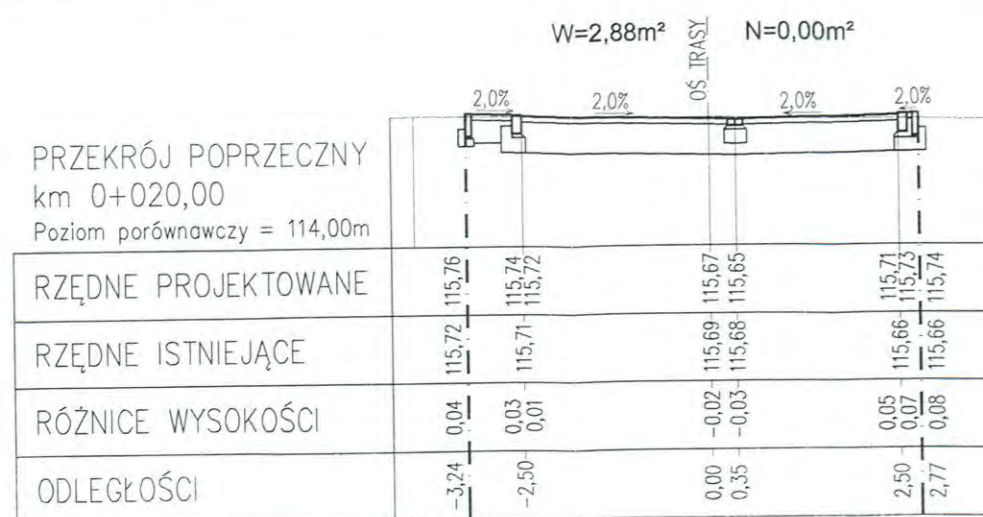 W=2,88m² N=0,00m²
OŚ TRASY
2,0% 2,0% 2,0% 2,0%
PRZEKRÓJ POPRZECZNY
km 0+020,00
Poziom porównawczy = 114,00m
RZĘDNE PROJEKTOWANE 115,76 115,74 115,72 115,67 115,65 115,71 115,73 115,74
RZĘDNE ISTNIEJĄCE 115,72 115,71 115,69 115,68 115,66 115,66
RÓŻNICE WYSOKOŚCI 0,04 0,03 0,01 -0,02 -0,03 0,05 0,07 0,08
ODLEGŁOŚCI -3,24 -2,50 0,00 0,35 2,50 2,77